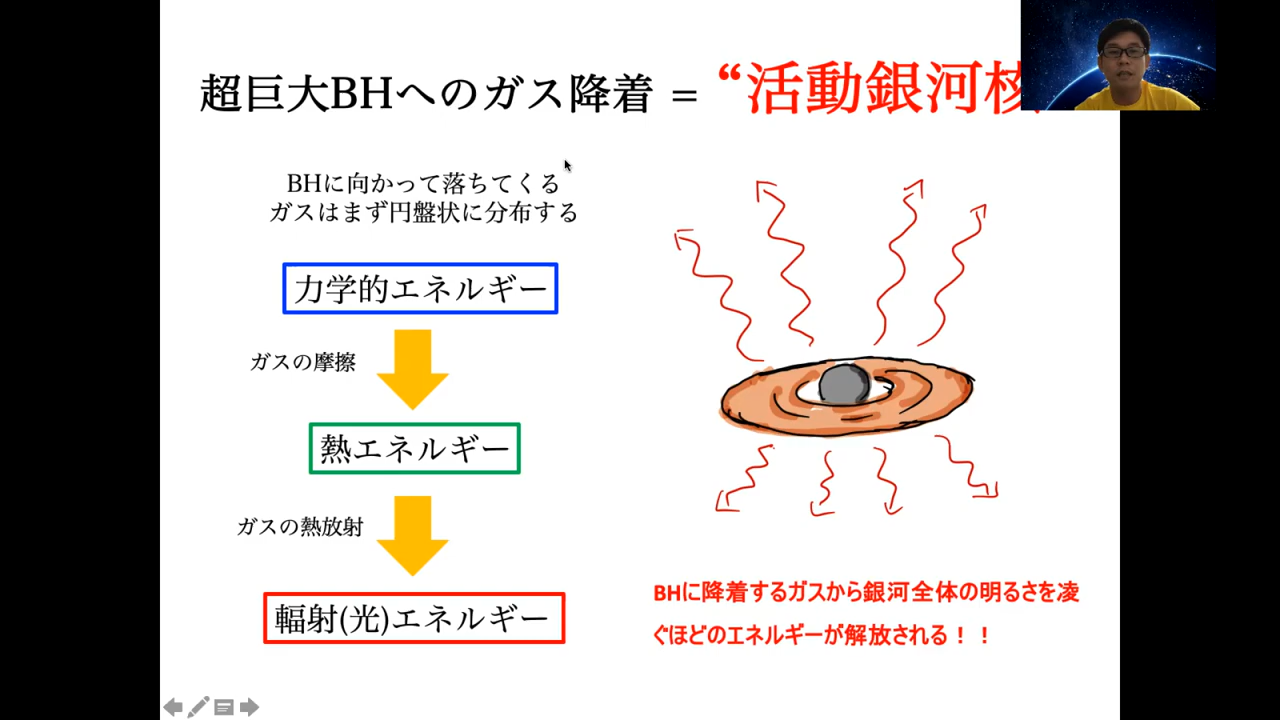 超巨大BHへのガス降着 = “活動銀河核
BHに向かって落ちてくる
ガスはまず円盤状に分布する
力学的エネルギー
ガスの摩擦
熱エネルギー
ガスの熱放射
輻射(光)エネルギー
BHに降着するガスから銀河全体の明るさを凌
ぐほどのエネルギーが解放される！！